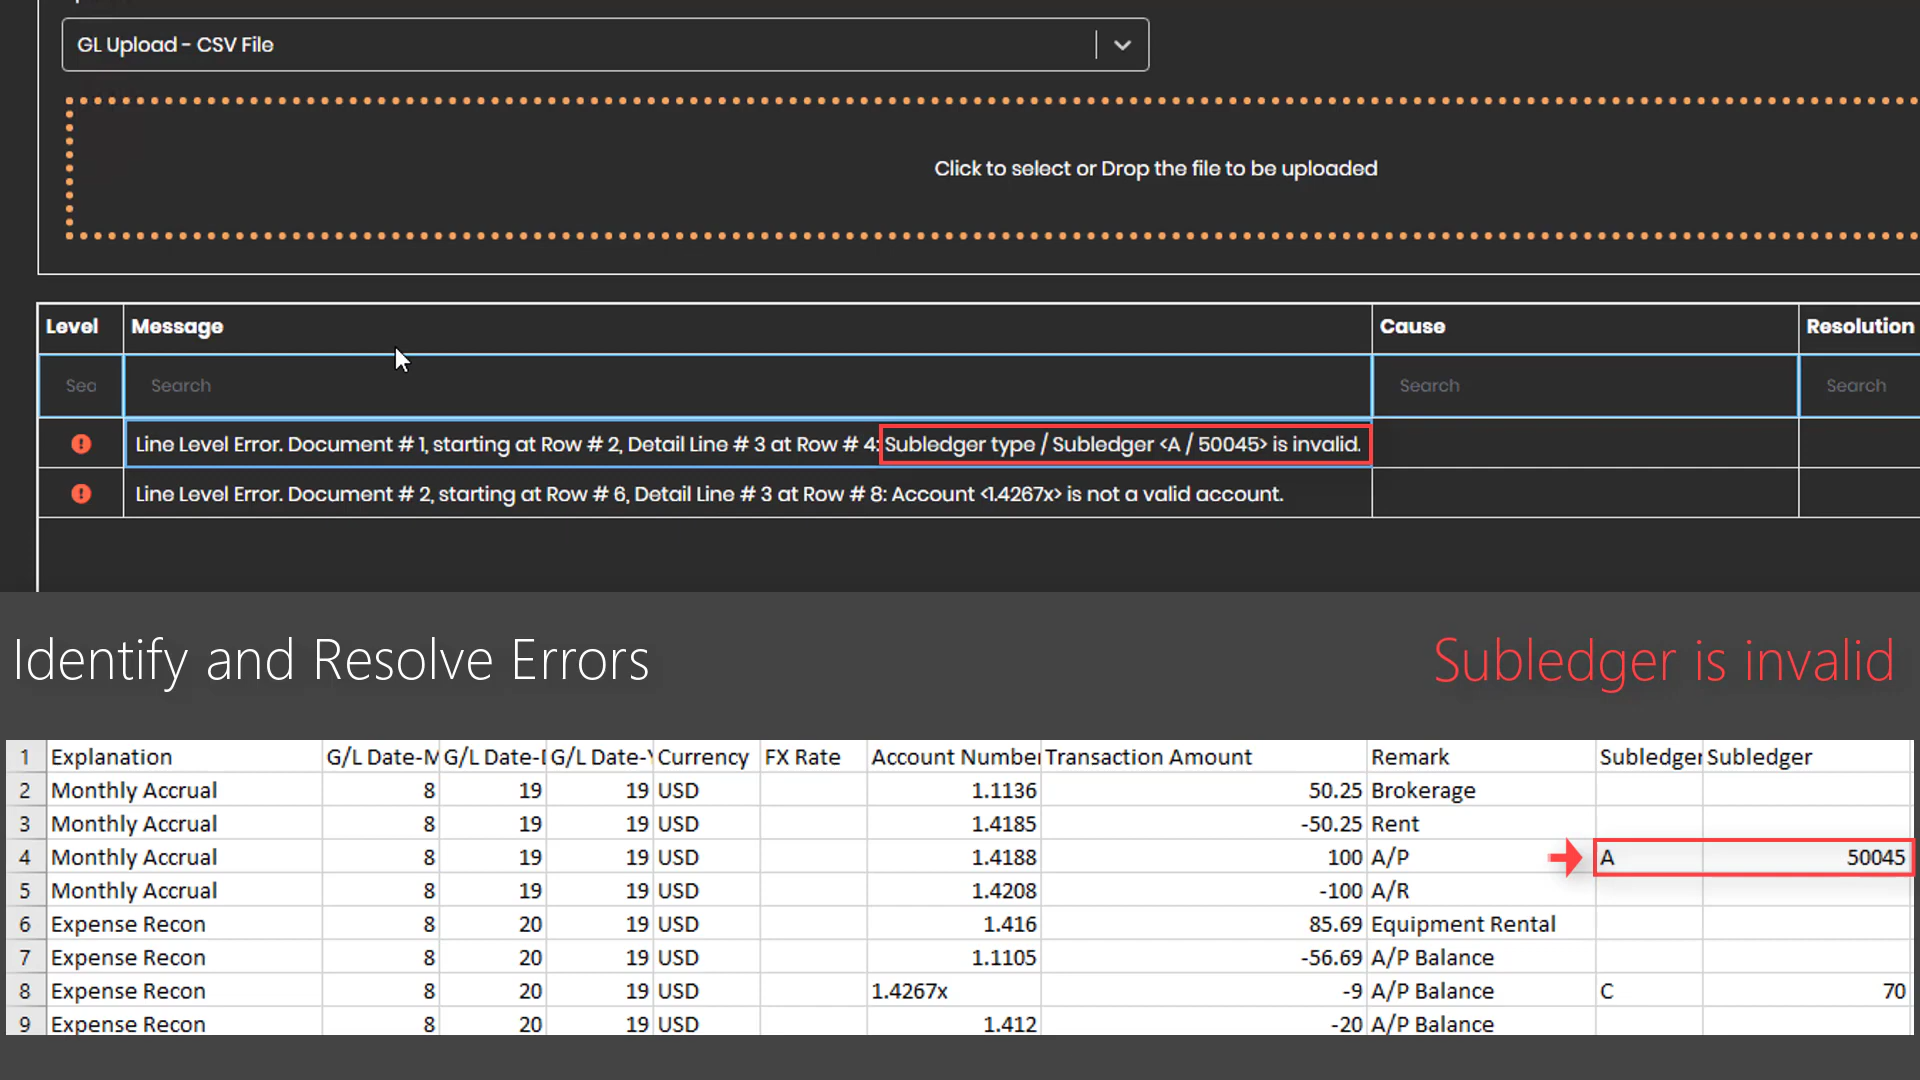 GL Upload - CSV File
Click to select or Drop the file to be uploaded
Level Message Cause Resolution
Sea Search Search Search
Line Level Error. Document # 1, starting at Row # 2, Detail Line # 3 at Row # 4: Subledger type / Subledger <A / 50045> is invalid.
Line Level Error. Document # 2, starting at Row # 6, Detail Line # 3 at Row # 8: Account <1.4267x> is not a valid account.
Identify and Resolve Errors Subledger is invalid
1 Explanation G/L Date-M G/L Date-D G/L Date-Y Currency FX Rate Account Number Transaction Amount Remark Subledger Subledger
2 Monthly Accrual 8 19 19 USD 1.1136 50.25 Brokerage
3 Monthly Accrual 8 19 19 USD 1.4185 -50.25 Rent
4 Monthly Accrual 8 19 19 USD 1.4188 100 A/P A 50045
5 Monthly Accrual 8 19 19 USD 1.4208 -100 A/R
6 Expense Recon 8 20 19 USD 1.416 85.69 Equipment Rental
7 Expense Recon 8 20 19 USD 1.1105 -56.69 A/P Balance
8 Expense Recon 8 20 19 USD 1.4267x -9 A/P Balance C 70
9 Expense Recon 8 20 19 USD 1.412 -20 A/P Balance